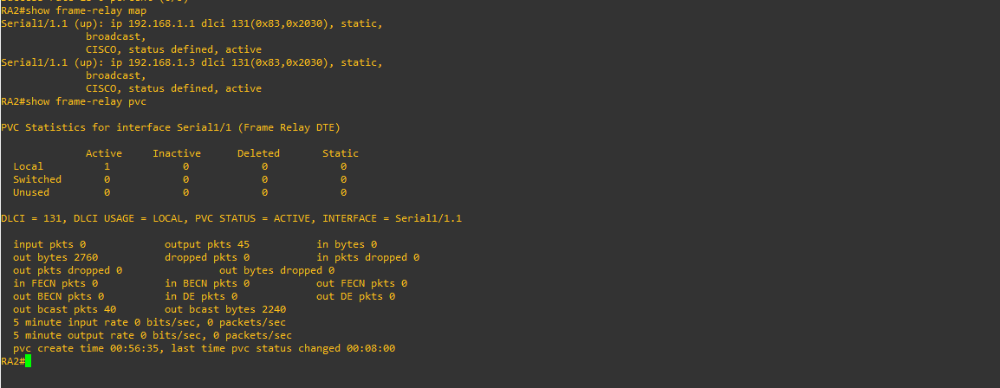 RA2#show frame-relay map
Serial1/1.1 (up): ip 192.168.1.1 dlci 131(0x83,0x2030), static,
              broadcast,
              CISCO, status defined, active
Serial1/1.1 (up): ip 192.168.1.3 dlci 131(0x83,0x2030), static,
              broadcast,
              CISCO, status defined, active
RA2#show frame-relay pvc

PVC Statistics for interface Serial1/1 (Frame Relay DTE)

              Active     Inactive      Deleted       Static
  Local          1            0            0            0
  Switched       0            0            0            0
  Unused         0            0            0            0

DLCI = 131, DLCI USAGE = LOCAL, PVC STATUS = ACTIVE, INTERFACE = Serial1/1.1

  input pkts 0             output pkts 45           in bytes 0
  out bytes 2760           dropped pkts 0           in pkts dropped 0
  out pkts dropped 0                out bytes dropped 0
  in FECN pkts 0           in BECN pkts 0           out FECN pkts 0
  out BECN pkts 0          in DE pkts 0             out DE pkts 0
  out bcast pkts 40        out bcast bytes 2240
  5 minute input rate 0 bits/sec, 0 packets/sec
  5 minute output rate 0 bits/sec, 0 packets/sec
  pvc create time 00:56:35, last time pvc status changed 00:08:00
RA2#